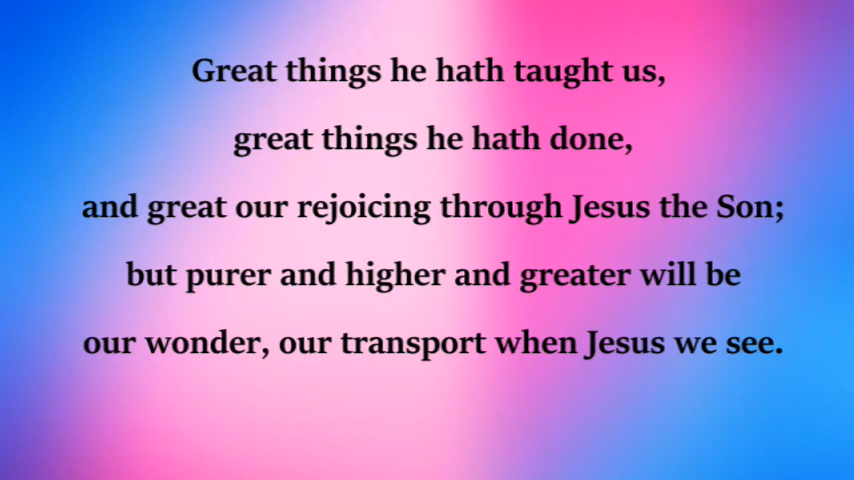 Great things he hath taught us,
great things he hath done,
and great our rejoicing through Jesus the Son;
but purer and higher and greater will be
our wonder, our transport when Jesus we see.